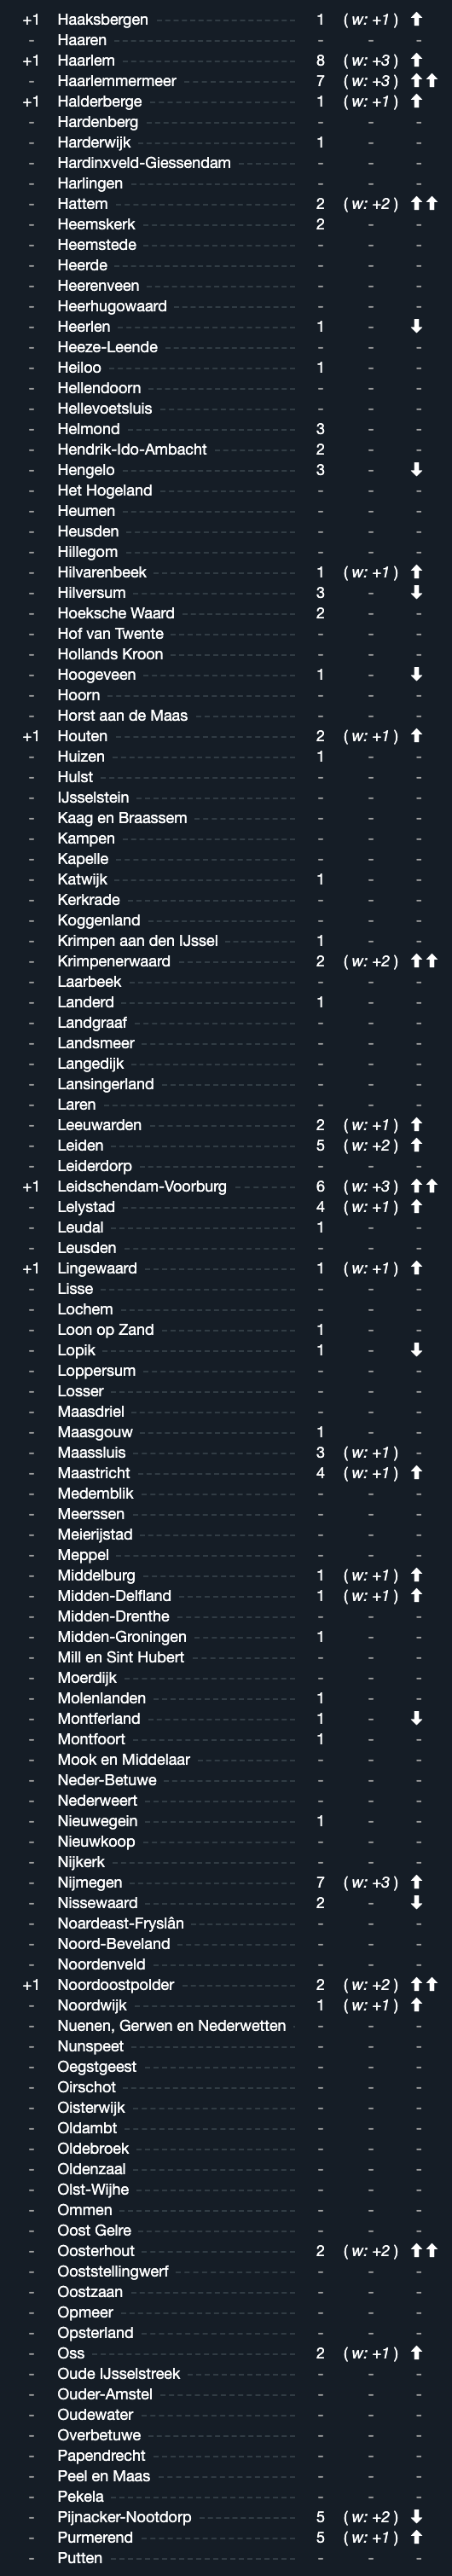 +1 Haaksbergen 1 ( w: +1 ) ⬆
- Haaren - - -
+1 Haarlem 8 ( w: +3 ) ⬆
- Haarlemmermeer 7 ( w: +3 ) ⬆⬆
+1 Halderberge 1 ( w: +1 ) ⬆
- Hardenberg - - -
- Harderwijk 1 - -
- Hardinxveld-Giessendam - - -
- Harlingen - - -
- Hattem 2 ( w: +2 ) ⬆⬆
- Heemskerk 2 - -
- Heemstede - - -
- Heerde - - -
- Heerenveen - - -
- Heerhugowaard - - -
- Heerlen 1 - ⬇
- Heeze-Leende - - -
- Heiloo 1 - -
- Hellendoorn - - -
- Hellevoetsluis - - -
- Helmond 3 - -
- Hendrik-Ido-Ambacht 2 - -
- Hengelo 3 - ⬇
- Het Hogeland - - -
- Heumen - - -
- Heusden - - -
- Hillegom - - -
- Hilvarenbeek 1 ( w: +1 ) ⬆
- Hilversum 3 - ⬇
- Hoeksche Waard 2 - -
- Hof van Twente - - -
- Hollands Kroon - - -
- Hoogeveen 1 - ⬇
- Hoorn - - -
- Horst aan de Maas - - -
+1 Houten 2 ( w: +1 ) ⬆
- Huizen 1 - -
- Hulst - - -
- IJsselstein - - -
- Kaag en Braassem - - -
- Kampen - - -
- Kapelle - - -
- Katwijk 1 - -
- Kerkrade - - -
- Koggenland - - -
- Krimpen aan den IJssel 1 - -
- Krimpenerwaard 2 ( w: +2 ) ⬆⬆
- Laarbeek - - -
- Landerd 1 - -
- Landgraaf - - -
- Landsmeer - - -
- Langedijk - - -
- Lansingerland - - -
- Laren - - -
- Leeuwarden 2 ( w: +1 ) ⬆
- Leiden 5 ( w: +2 ) ⬆
- Leiderdorp - - -
+1 Leidschendam-Voorburg 6 ( w: +3 ) ⬆⬆
- Lelystad 4 ( w: +1 ) ⬆
- Leudal 1 - -
- Leusden - - -
+1 Lingewaard 1 ( w: +1 ) ⬆
- Lisse - - -
- Lochem - - -
- Loon op Zand 1 - -
- Lopik 1 - ⬇
- Loppersum - - -
- Losser - - -
- Maasdriel - - -
- Maasgouw 1 - -
- Maassluis 3 ( w: +1 ) -
- Maastricht 4 ( w: +1 ) ⬆
- Medemblik - - -
- Meerssen - - -
- Meierijstad - - -
- Meppel - - -
- Middelburg 1 ( w: +1 ) ⬆
- Midden-Delfland 1 ( w: +1 ) ⬆
- Midden-Drenthe - - -
- Midden-Groningen 1 - -
- Mill en Sint Hubert - - -
- Moerdijk - - -
- Molenlanden 1 - -
- Montferland 1 - ⬇
- Montfoort 1 - -
- Mook en Middelaar - - -
- Neder-Betuwe - - -
- Nederweert - - -
- Nieuwegein 1 - -
- Nieuwkoop - - -
- Nijkerk - - -
- Nijmegen 7 ( w: +3 ) ⬆
- Nissewaard 2 - ⬇
- Noardeast-Fryslân - - -
- Noord-Beveland - - -
- Noordenveld - - -
+1 Noordoostpolder 2 ( w: +2 ) ⬆⬆
- Noordwijk 1 ( w: +1 ) ⬆
- Nuenen, Gerwen en Nederwetten - - -
- Nunspeet - - -
- Oegstgeest - - -
- Oirschot - - -
- Oisterwijk - - -
- Oldambt - - -
- Oldebroek - - -
- Oldenzaal - - -
- Olst-Wijhe - - -
- Ommen - - -
- Oost Gelre - - -
- Oosterhout 2 ( w: +2 ) ⬆⬆
- Ooststellingwerf - - -
- Oostzaan - - -
- Opmeer - - -
- Opsterland - - -
- Oss 2 ( w: +1 ) ⬆
- Oude IJsselstreek - - -
- Ouder-Amstel - - -
- Oudewater - - -
- Overbetuwe - - -
- Papendrecht - - -
- Peel en Maas - - -
- Pekela - - -
- Pijnacker-Nootdorp 5 ( w: +2 ) ⬇
- Purmerend 5 ( w: +1 ) ⬆
- Putten - - -